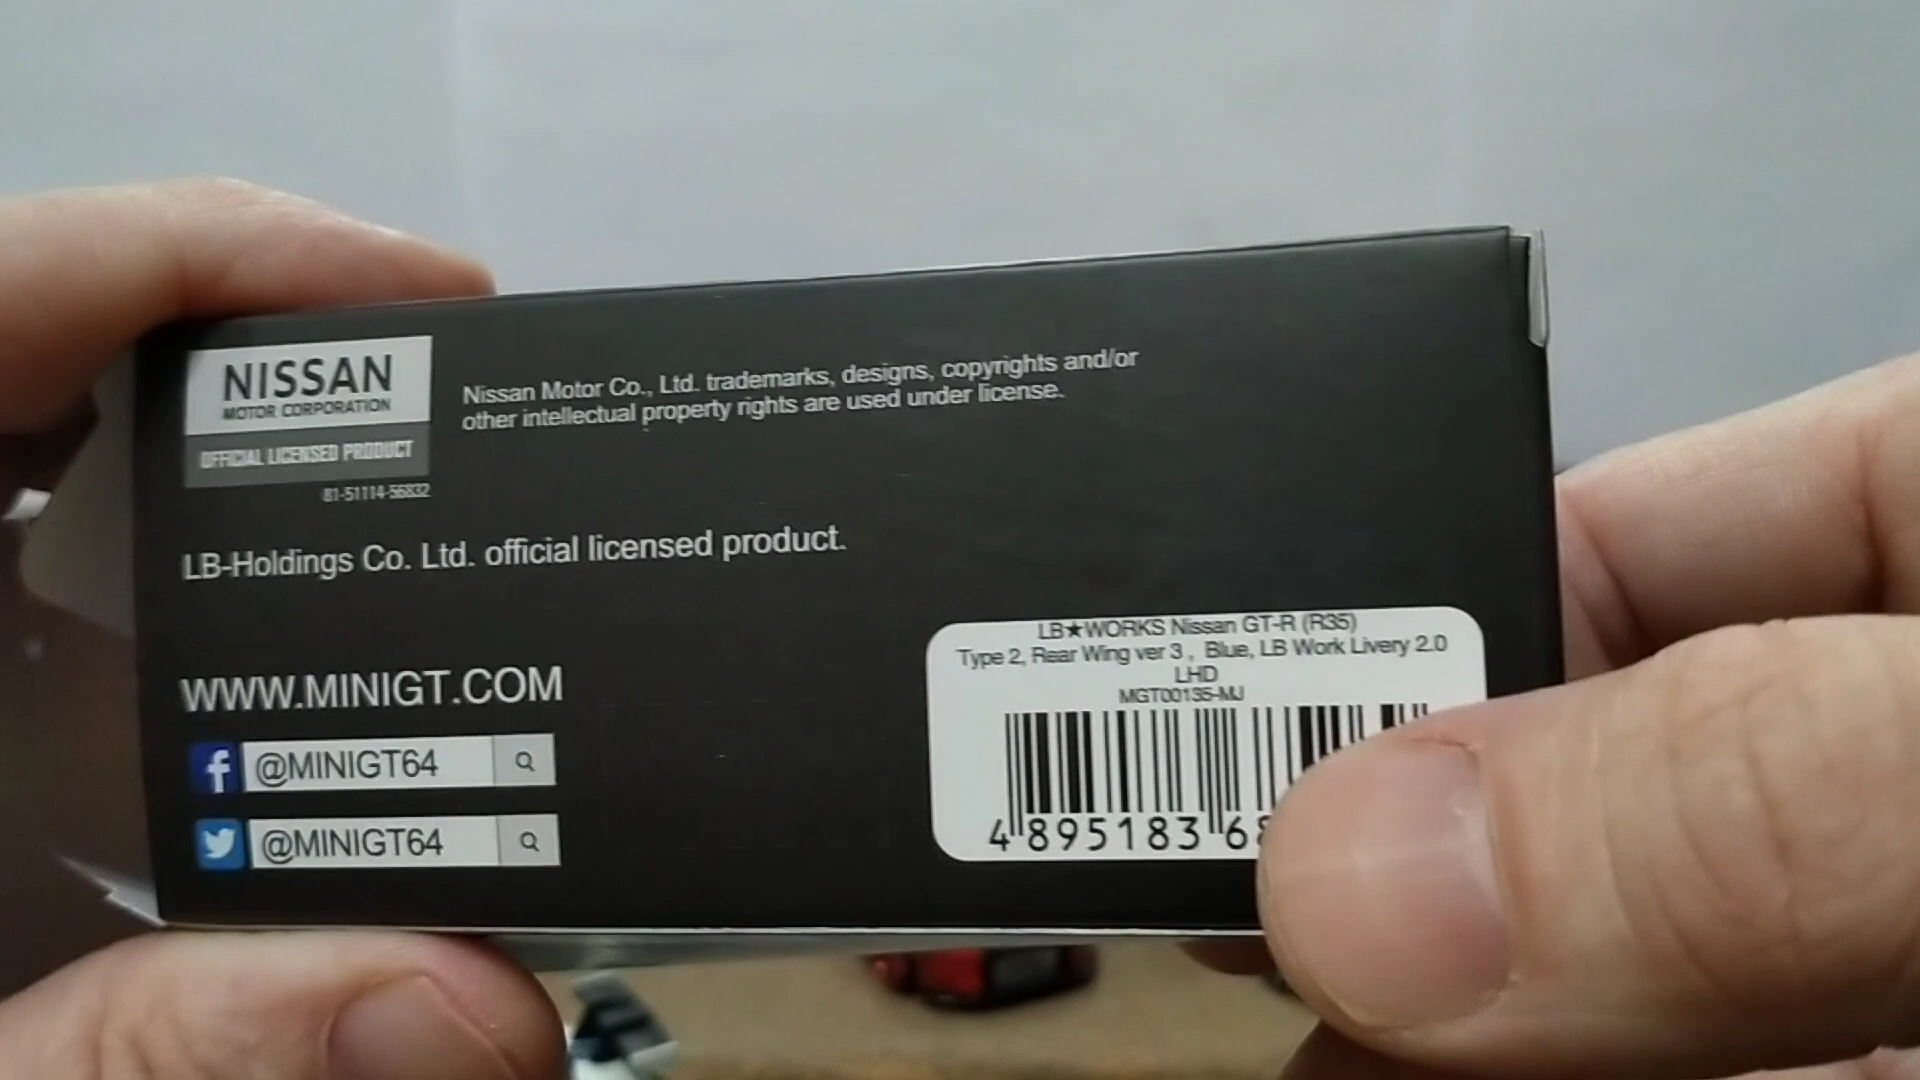 NISSAN
MOTOR CORPORATION
OFFICIAL LICENSED PRODUCT
81-51114-56832
Nissan Motor Co., Ltd. trademarks, designs, copyrights and/or
other intellectual property rights are used under license.
LB-Holdings Co. Ltd. official licensed product.
WWW.MINIGT.COM
f @MINIGT64
@MINIGT64
LB★WORKS Nissan GT-R (R35)
Type 2, Rear Wing ver 3 , Blue, LB Work Livery 2.0
LHD
MGT00135-MJ
4 895183 6